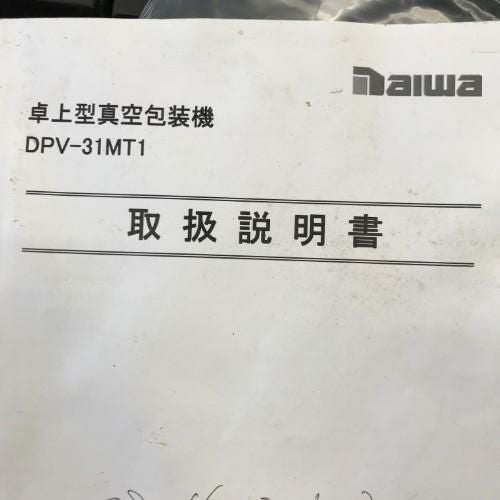 Daiwa
卓上型真空包装機
DPV-31MT1
取扱説明書